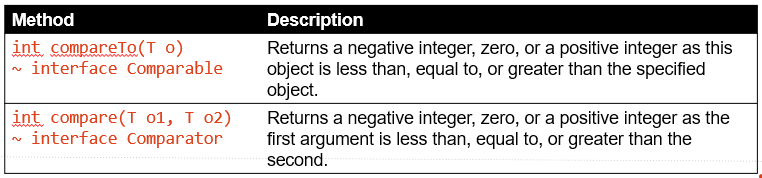 Method Description
int compareTo(T o) Returns a negative integer, zero, or a positive integer as this
~ interface Comparable object is less than, equal to, or greater than the specified
object.
int compare(T o1, T o2) Returns a negative integer, zero, or a positive integer as the
~ interface Comparator first argument is less than, equal to, or greater than the
second.